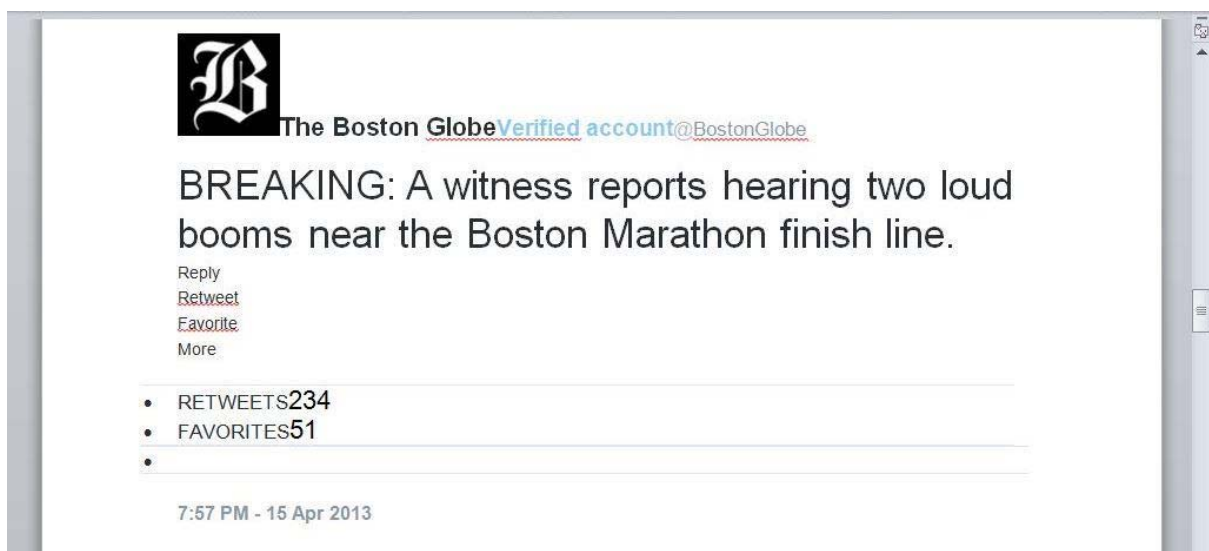 B
The Boston GlobeVerified account@BostonGlobe
BREAKING: A witness reports hearing two loud
booms near the Boston Marathon finish line.
Reply
Retweet
Favorite
More
• RETWEETS234
• FAVORITES51
•
7:57 PM - 15 Apr 2013